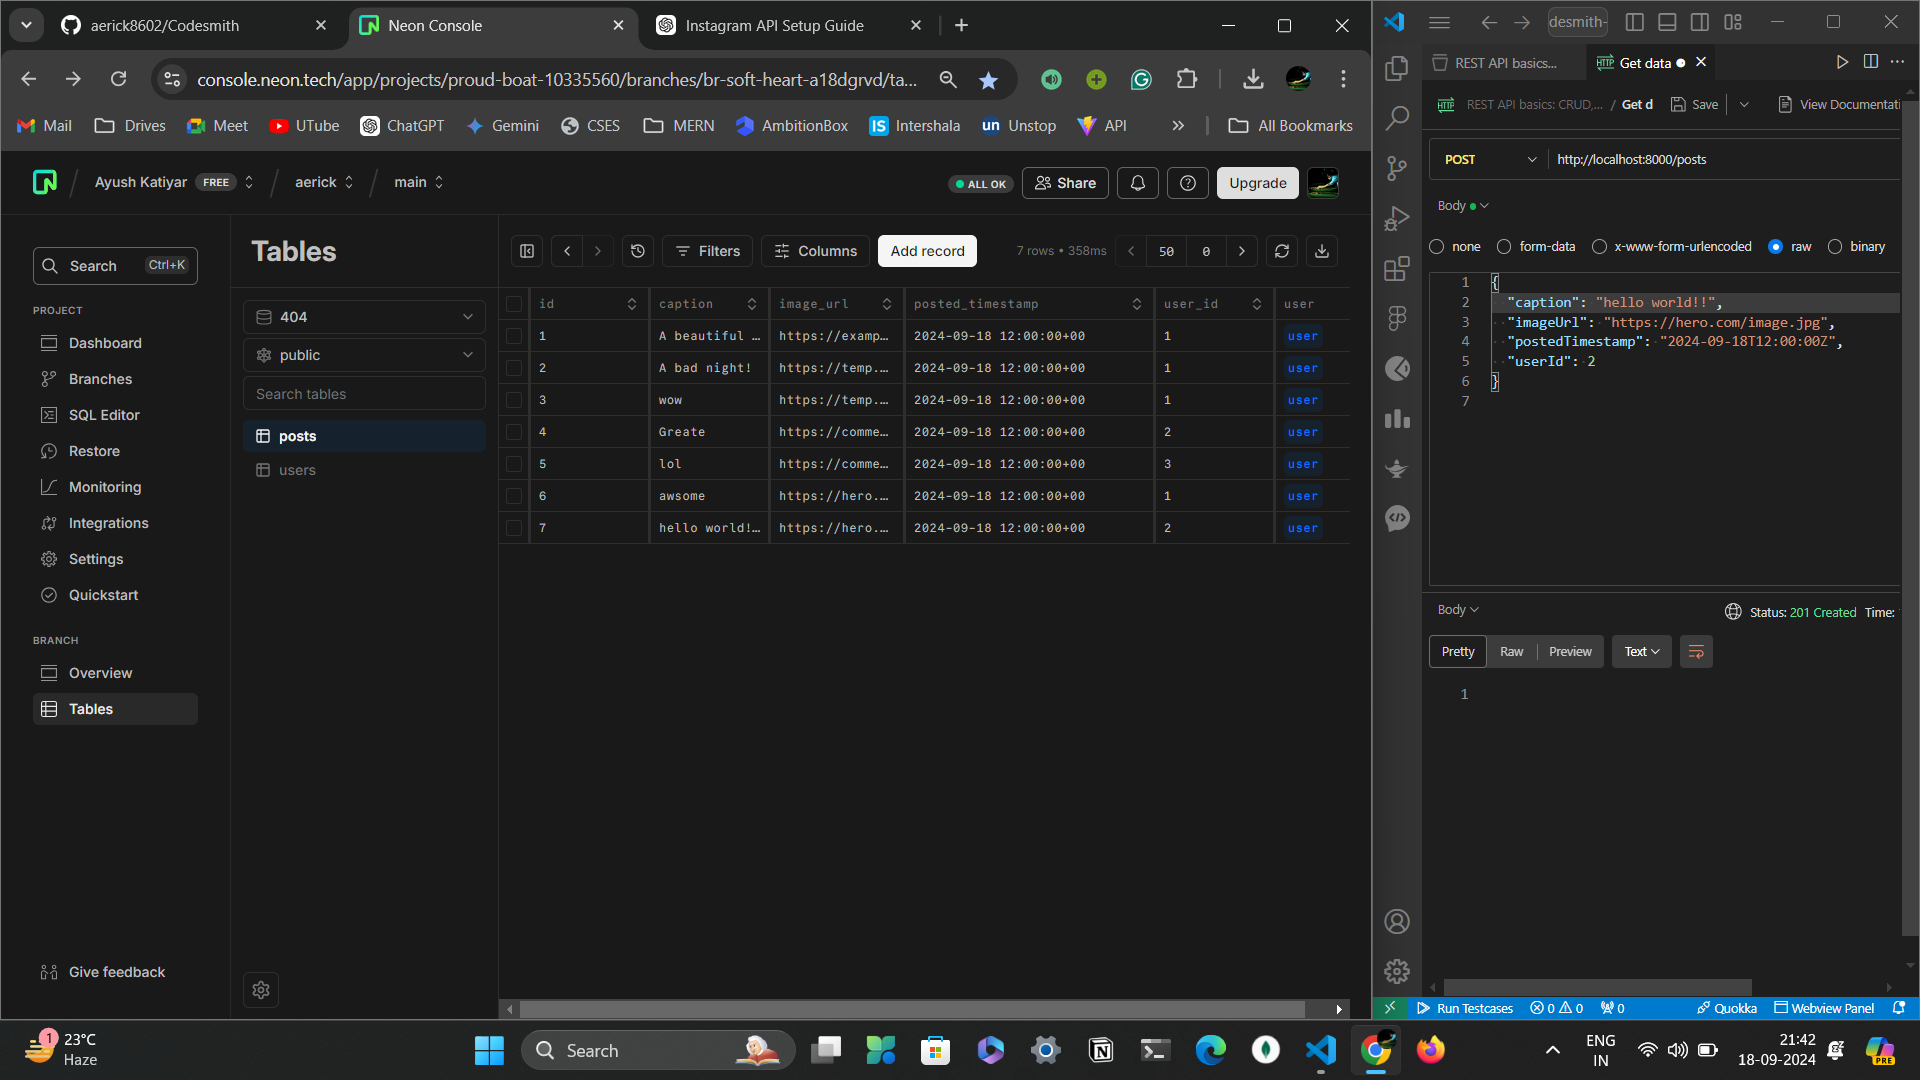 aerick8602/Codesmith
Neon Console
Instagram API Setup Guide
console.neon.tech/app/projects/proud-boat-10335560/branches/br-soft-heart-a18dgrvd/ta...
Mail Drives Meet UTube ChatGPT Gemini CSES MERN AmbitionBox Intershala Unstop API All Bookmarks
Ayush Katiyar FREE aerick main
ALL OK Share Upgrade
Search Ctrl+K
PROJECT
Dashboard
Branches
SQL Editor
Restore
Monitoring
Integrations
Settings
Quickstart
BRANCH
Overview
Tables
Give feedback
Tables
404
public
Search tables
posts
users
Filters Columns Add record 7 rows • 358ms 50 0
id caption image_url posted_timestamp user_id user
1 A beautiful … https://examp… 2024-09-18 12:00:00+00 1 user
2 A bad night! https://temp.… 2024-09-18 12:00:00+00 1 user
3 wow https://temp.… 2024-09-18 12:00:00+00 1 user
4 Greate https://comme… 2024-09-18 12:00:00+00 2 user
5 lol https://comme… 2024-09-18 12:00:00+00 3 user
6 awsome https://hero.… 2024-09-18 12:00:00+00 1 user
7 hello world!… https://hero.… 2024-09-18 12:00:00+00 2 user
desmith-
REST API basics... Get data
REST API basics: CRUD,... / Get d Save View Documentati
POST http://localhost:8000/posts
Body
none form-data x-www-form-urlencoded raw binary
1 {
2 "caption": "hello world!!",
3 "imageUrl": "https://hero.com/image.jpg",
4 "postedTimestamp": "2024-09-18T12:00:00Z",
5 "userId": 2
6 }
7
Body Status: 201 Created Time:
Pretty Raw Preview Text
1
Run Testcases 0 0 0 Quokka Webview Panel
1 23°C
Haze
Search
ENG
IN
21:42
18-09-2024
PRE